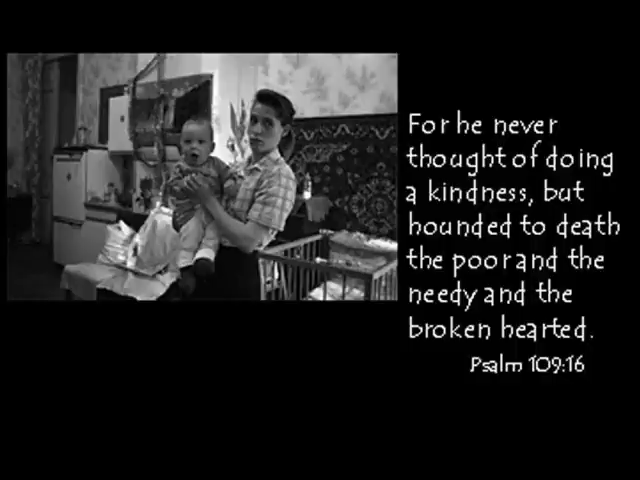 For he never
thought of doing
a kindness, but
hounded to death
the poor and the
needy and the
broken hearted.
Psalm 109:16